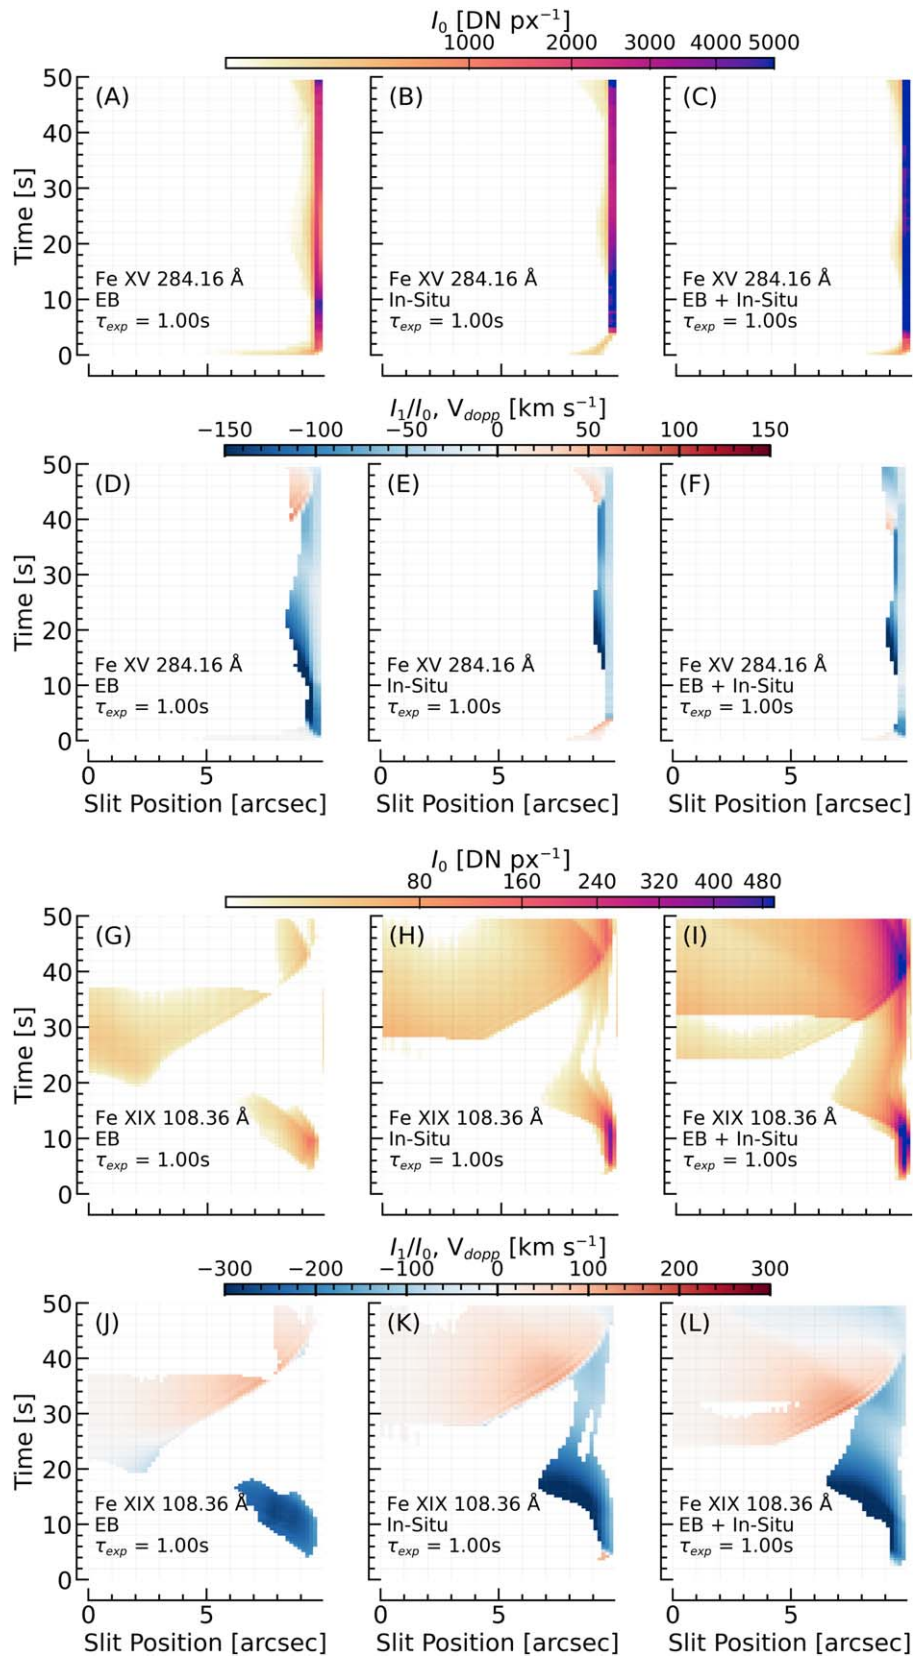 I₀ [DN px⁻¹]
1000 2000 3000 4000 5000
50
40
30
20
10
0
Time [s]
(A)
Fe XV 284.16 Å
EB
τexp = 1.00s
(B)
Fe XV 284.16 Å
In-Situ
τexp = 1.00s
(C)
Fe XV 284.16 Å
EB + In-Situ
τexp = 1.00s
I₁/I₀, Vdopp [km s⁻¹]
−150 −100 −50 0 50 100 150
50
40
30
20
10
0
Time [s]
(D)
Fe XV 284.16 Å
EB
τexp = 1.00s
(E)
Fe XV 284.16 Å
In-Situ
τexp = 1.00s
(F)
Fe XV 284.16 Å
EB + In-Situ
τexp = 1.00s
0 5 0 5 0 5
Slit Position [arcsec] Slit Position [arcsec] Slit Position [arcsec]
I₀ [DN px⁻¹]
80 160 240 320 400 480
50
40
30
20
10
0
Time [s]
(G)
Fe XIX 108.36 Å
EB
τexp = 1.00s
(H)
Fe XIX 108.36 Å
In-Situ
τexp = 1.00s
(I)
Fe XIX 108.36 Å
EB + In-Situ
τexp = 1.00s
I₁/I₀, Vdopp [km s⁻¹]
−300 −200 −100 0 100 200 300
50
40
30
20
10
0
Time [s]
(J)
Fe XIX 108.36 Å
EB
τexp = 1.00s
(K)
Fe XIX 108.36 Å
In-Situ
τexp = 1.00s
(L)
Fe XIX 108.36 Å
EB + In-Situ
τexp = 1.00s
0 5 0 5 0 5
Slit Position [arcsec] Slit Position [arcsec] Slit Position [arcsec]